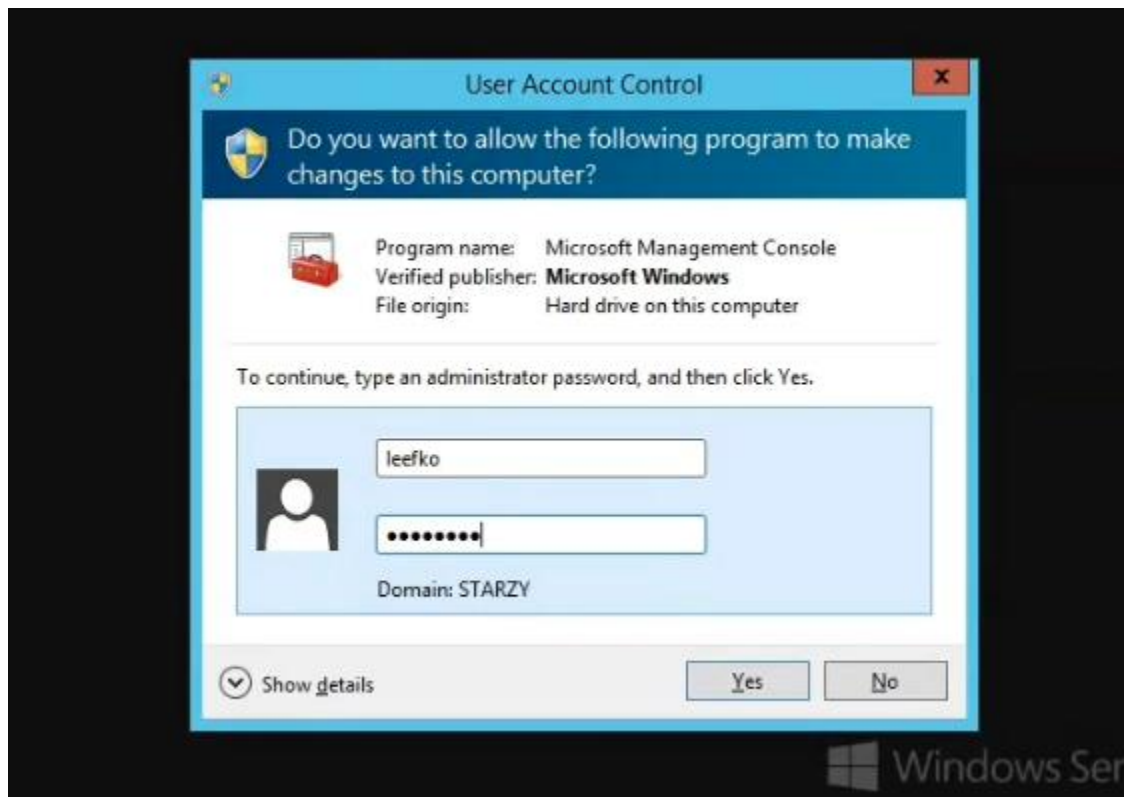 User Account Control
Do you want to allow the following program to make
changes to this computer?
Program name: Microsoft Management Console
Verified publisher: Microsoft Windows
File origin: Hard drive on this computer
To continue, type an administrator password, and then click Yes.
leefko
••••••••
Domain: STARZY
Show details
Yes
No
Windows Ser